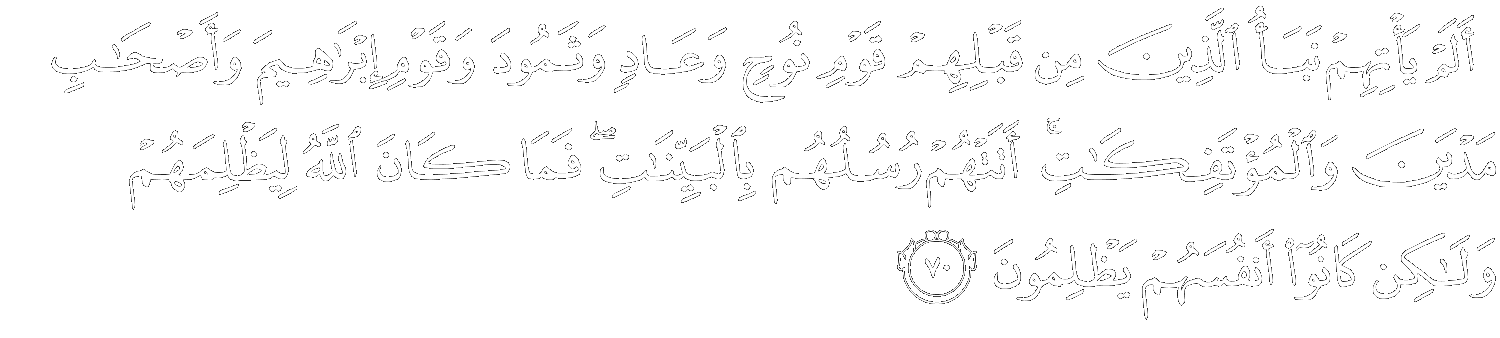 أَلَمْ يَأْتِهِمْ نَبَأُ ٱلَّذِينَ مِن قَبْلِهِمْ قَوْمِ نُوحٍ وَعَادٍ وَثَمُودَ وَقَوْمِ إِبْرَٰهِيمَ وَأَصْحَٰبِ
مَدْيَنَ وَٱلْمُؤْتَفِكَٰتِ ۚ أَتَتْهُمْ رُسُلُهُم بِٱلْبَيِّنَٰتِ ۖ فَمَا كَانَ ٱللَّهُ لِيَظْلِمَهُمْ
وَلَٰكِن كَانُوٓا۟ أَنفُسَهُمْ يَظْلِمُونَ ٧٠